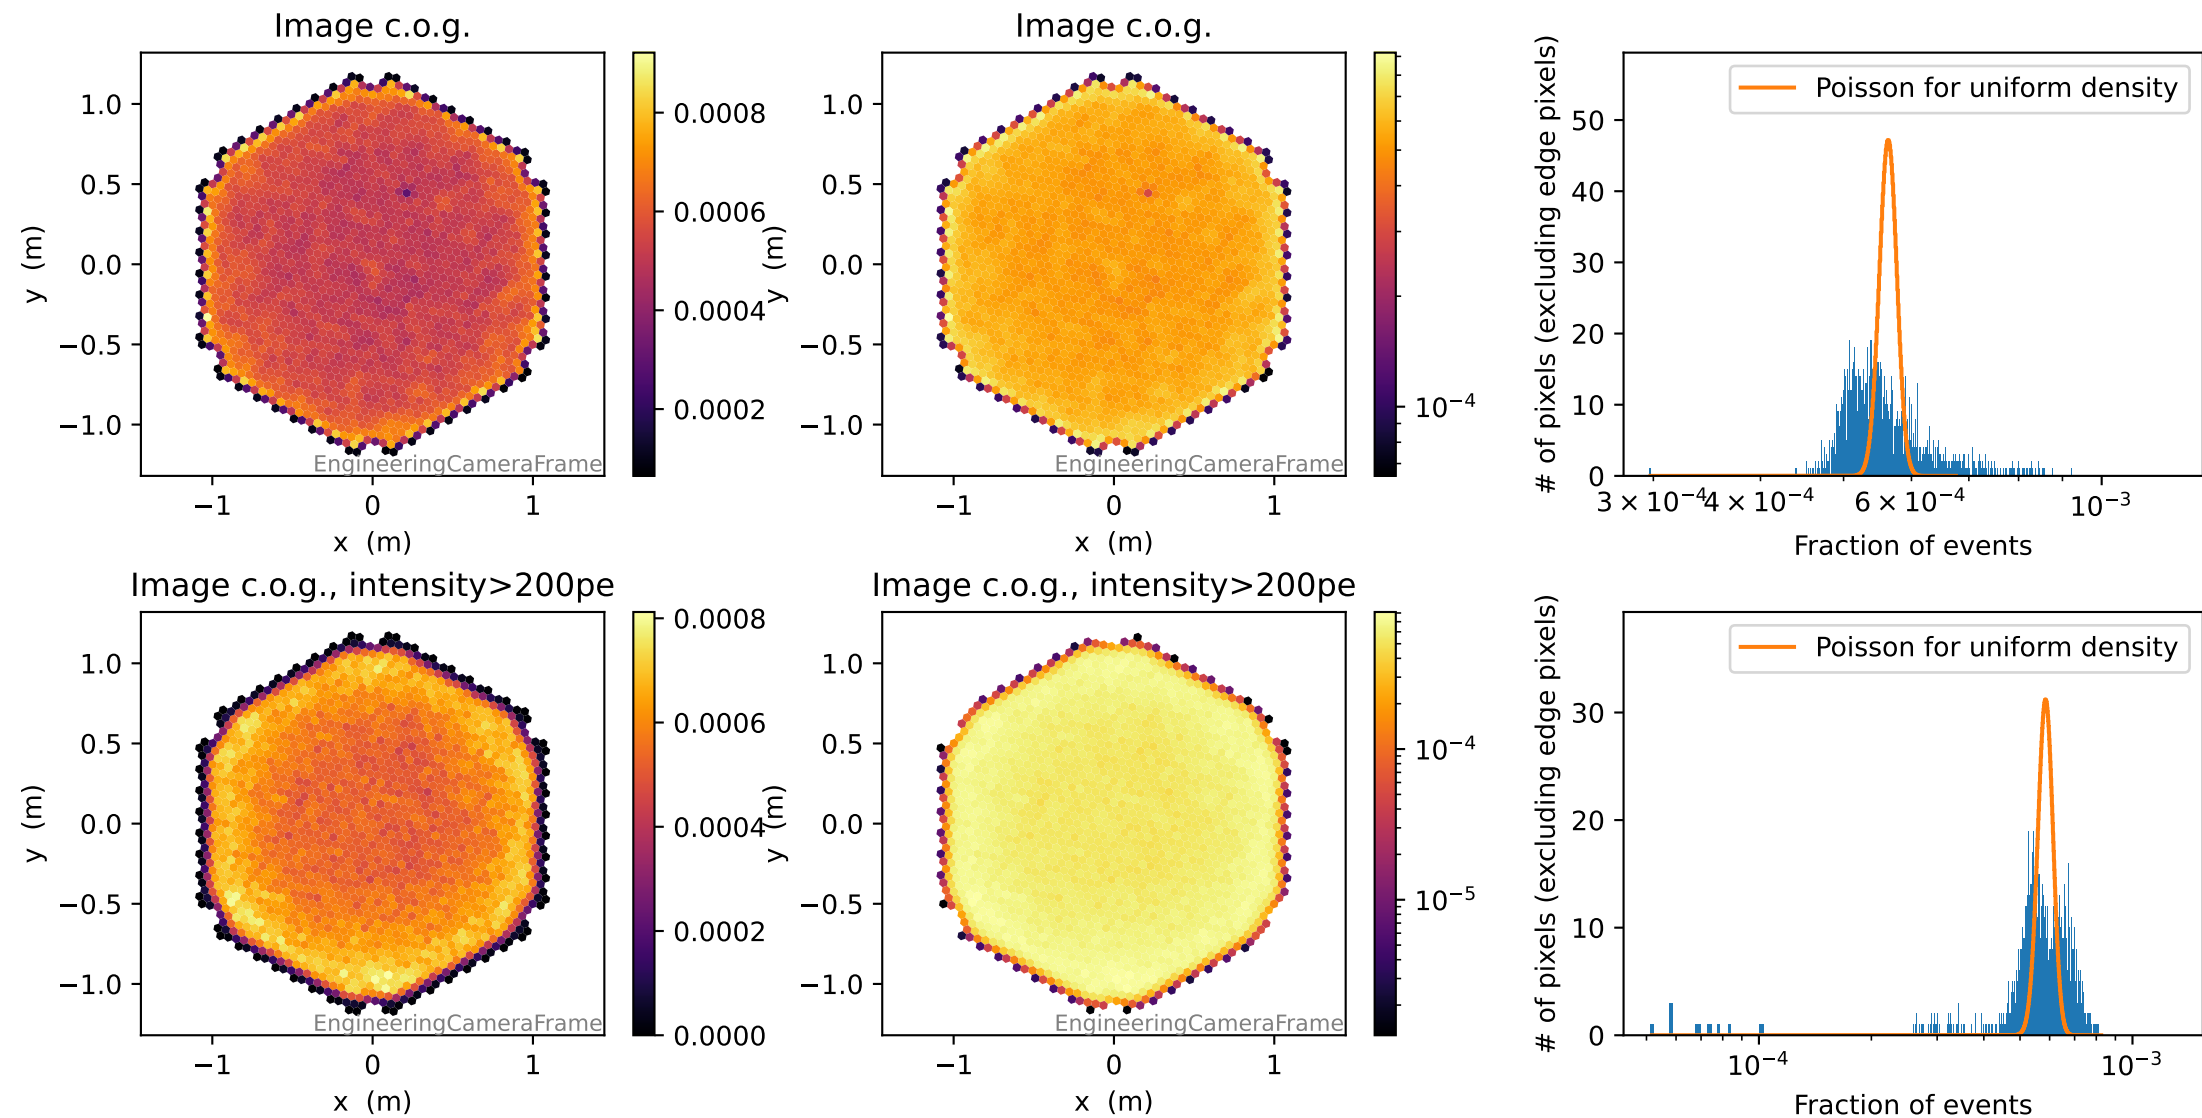 Image c.o.g.
1.0
0.5
0.0
−0.5
−1.0
y (m)
−1
0
1
x (m)
EngineeringCameraFrame
0.0008
0.0006
0.0004
0.0002
Image c.o.g.
1.0
0.5
0.0
−0.5
−1.0
y (m)
−1
0
1
x (m)
EngineeringCameraFrame
10⁻⁴
Poisson for uniform density
# of pixels (excluding edge pixels)
50
40
30
20
10
0
3 × 10⁻⁴
4 × 10⁻⁴
6 × 10⁻⁴
10⁻³
Fraction of events
Image c.o.g., intensity>200pe
1.0
0.5
0.0
−0.5
−1.0
y (m)
−1
0
1
x (m)
EngineeringCameraFrame
0.0008
0.0006
0.0004
0.0002
0.0000
Image c.o.g., intensity>200pe
1.0
0.5
0.0
−0.5
−1.0
y (m)
−1
0
1
x (m)
EngineeringCameraFrame
10⁻⁴
10⁻⁵
Poisson for uniform density
# of pixels (excluding edge pixels)
30
20
10
0
10⁻⁴
10⁻³
Fraction of events